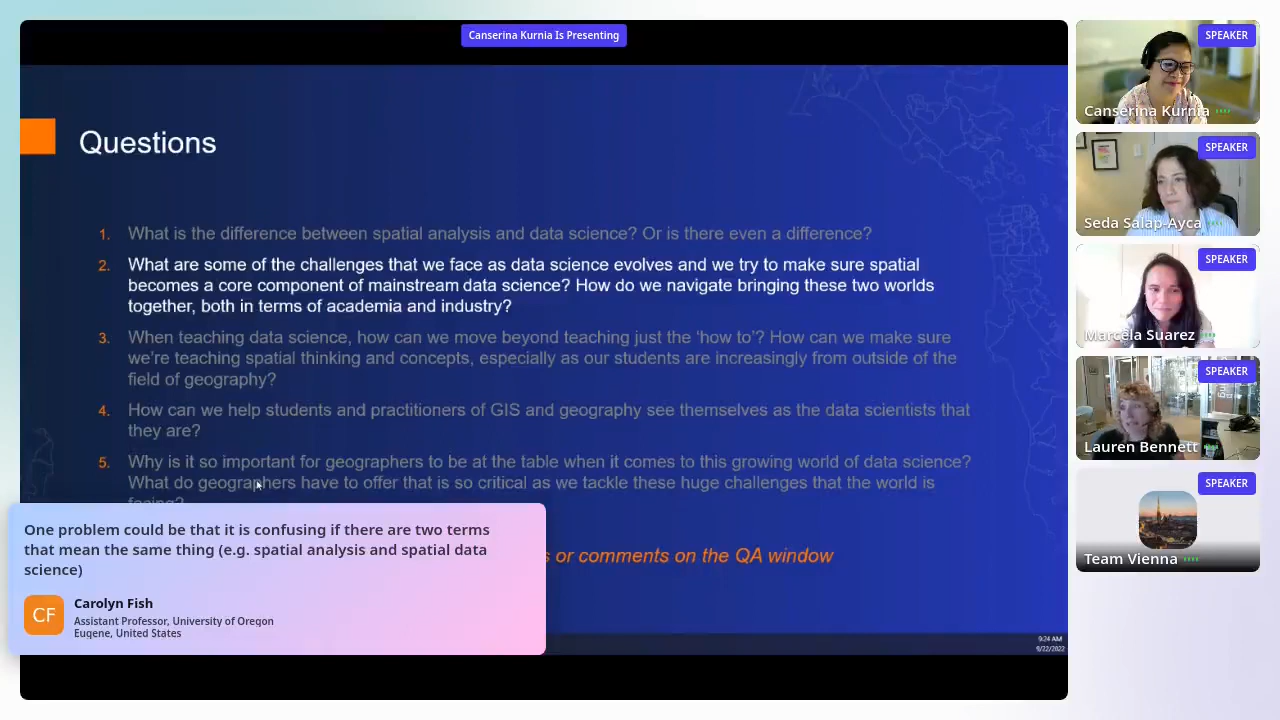 Canserina Kurnia Is Presenting
Questions
1. What is the difference between spatial analysis and data science? Or is there even a difference?
2. What are some of the challenges that we face as data science evolves and we try to make sure spatial
becomes a core component of mainstream data science? How do we navigate bringing these two worlds
together, both in terms of academia and industry?
3. When teaching data science, how can we move beyond teaching just the 'how to'? How can we make sure
we're teaching spatial thinking and concepts, especially as our students are increasingly from outside of the
field of geography?
4. How can we help students and practitioners of GIS and geography see themselves as the data scientists that
they are?
5. Why is it so important for geographers to be at the table when it comes to this growing world of data science?
What do geographers have to offer that is so critical as we tackle these huge challenges that the world is
facing?
s or comments on the QA window
One problem could be that it is confusing if there are two terms
that mean the same thing (e.g. spatial analysis and spatial data
science)
CF
Carolyn Fish
Assistant Professor, University of Oregon
Eugene, United States
9:24 AM
9/22/2022
SPEAKER
Canserina Kurnia
SPEAKER
Seda Salap-Ayca
SPEAKER
Marcela Suarez
SPEAKER
Lauren Bennett
SPEAKER
Team Vienna